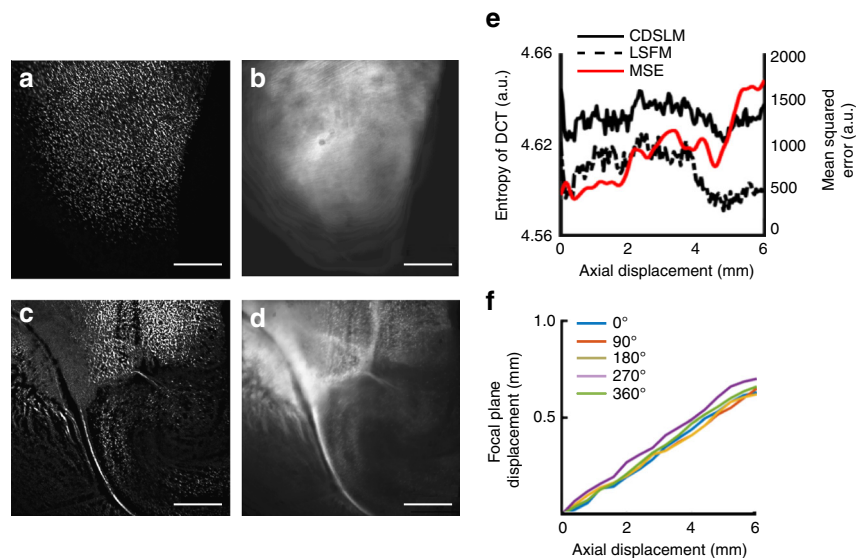 a
b
c
d
e
CDSLM
LSFM
MSE
4.66
4.62
4.56
Entropy of DCT (a.u.)
2000
1500
1000
500
0
Mean squared
error (a.u.)
0
2
4
6
Axial displacement (mm)
f
0°
90°
180°
270°
360°
1.0
0.5
Focal plane
displacement (mm)
0
2
4
6
Axial displacement (mm)